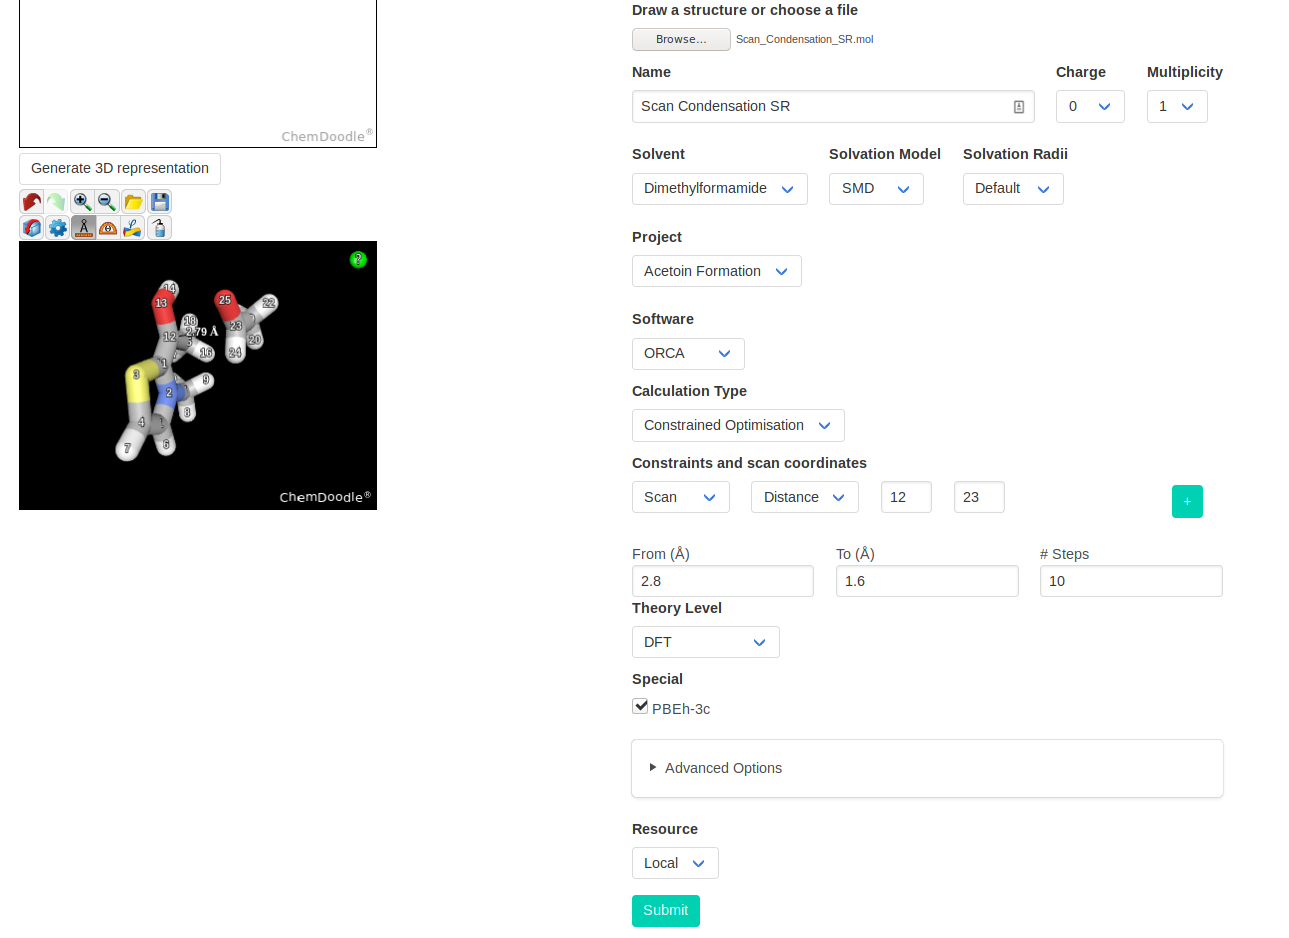 ChemDoodle®
Generate 3D representation
?
14
13
25
22
18
2.79 Å
23
12
20
16
24
1
3
9
2
8
4
6
7
ChemDoodle®
Draw a structure or choose a file
Browse... Scan_Condensation_SR.mol
Name Charge Multiplicity
Scan Condensation SR 0 1
Solvent Solvation Model Solvation Radii
Dimethylformamide SMD Default
Project
Acetoin Formation
Software
ORCA
Calculation Type
Constrained Optimisation
Constraints and scan coordinates
Scan Distance 12 23 +
From (Å) To (Å) # Steps
2.8 1.6 10
Theory Level
DFT
Special
PBEh-3c
Advanced Options
Resource
Local
Submit